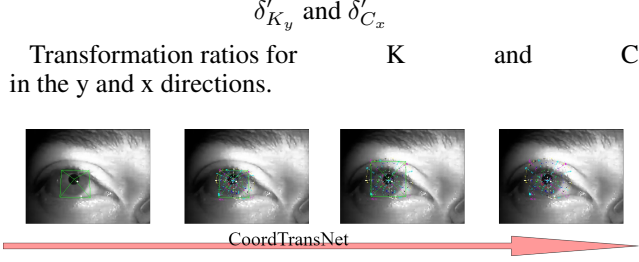 δ′_{K_y} and δ′_{C_x}
Transformation ratios for K and C
in the y and x directions.
CoordTransNet